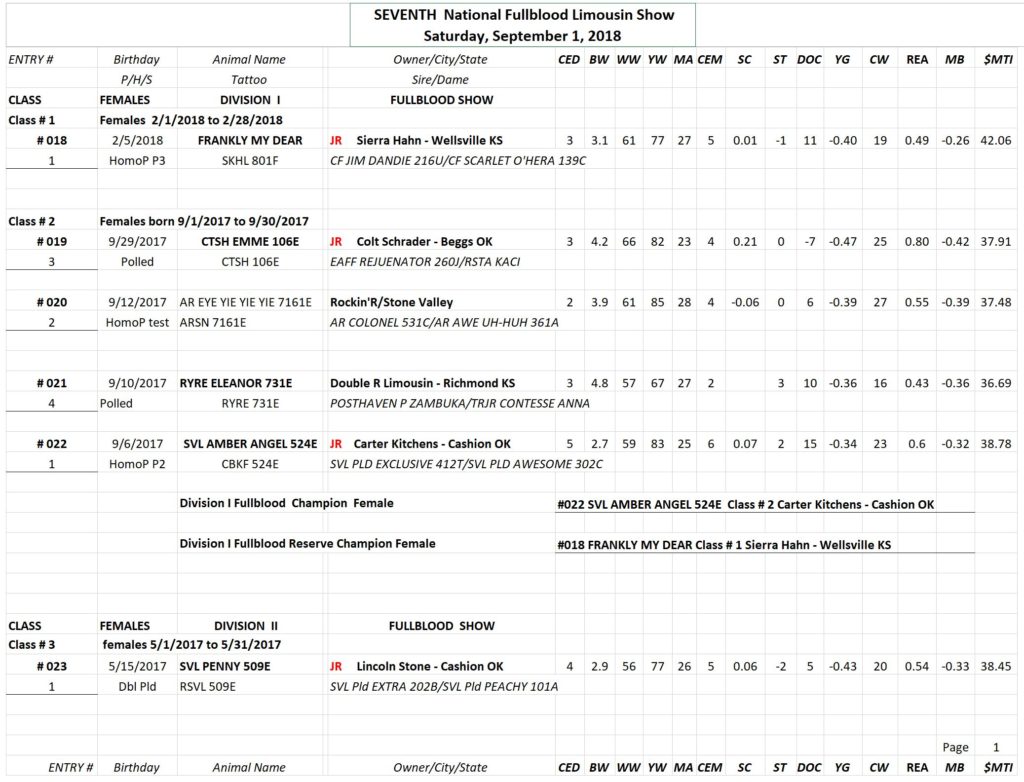 SEVENTH National Fullblood Limousin Show
Saturday, September 1, 2018
ENTRY # Birthday Animal Name Owner/City/State CED BW WW YW MA CEM SC ST DOC YG CW REA MB $MTI
P/H/S Tattoo Sire/Dame
CLASS FEMALES DIVISION I FULLBLOOD SHOW
Class # 1 Females 2/1/2018 to 2/28/2018
# 018 2/5/2018 FRANKLY MY DEAR JR Sierra Hahn - Wellsville KS 3 3.1 61 77 27 5 0.01 -1 11 -0.40 19 0.49 -0.26 42.06
1 HomoP P3 SKHL 801F CF JIM DANDIE 216U/CF SCARLET O'HERA 139C
Class # 2 Females born 9/1/2017 to 9/30/2017
# 019 9/29/2017 CTSH EMME 106E JR Colt Schrader - Beggs OK 3 4.2 66 82 23 4 0.21 0 -7 -0.47 25 0.80 -0.42 37.91
3 Polled CTSH 106E EAFF REJUENATOR 260J/RSTA KACI
# 020 9/12/2017 AR EYE YIE YIE YIE 7161E Rockin'R/Stone Valley 2 3.9 61 85 28 4 -0.06 0 6 -0.39 27 0.55 -0.39 37.48
2 HomoP test ARSN 7161E AR COLONEL 531C/AR AWE UH-HUH 361A
# 021 9/10/2017 RYRE ELEANOR 731E Double R Limousin - Richmond KS 3 4.8 57 67 27 2 3 10 -0.36 16 0.43 -0.36 36.69
4 Polled RYRE 731E POSTHAVEN P ZAMBUKA/TRJR CONTESSE ANNA
# 022 9/6/2017 SVL AMBER ANGEL 524E JR Carter Kitchens - Cashion OK 5 2.7 59 83 25 6 0.07 2 15 -0.34 23 0.6 -0.32 38.78
1 HomoP P2 CBKF 524E SVL PLD EXCLUSIVE 412T/SVL PLD AWESOME 302C
Division I Fullblood Champion Female #022 SVL AMBER ANGEL 524E Class # 2 Carter Kitchens - Cashion OK
Division I Fullblood Reserve Champion Female #018 FRANKLY MY DEAR Class # 1 Sierra Hahn - Wellsville KS
CLASS FEMALES DIVISION II FULLBLOOD SHOW
Class # 3 females 5/1/2017 to 5/31/2017
# 023 5/15/2017 SVL PENNY 509E JR Lincoln Stone - Cashion OK 4 2.9 56 77 26 5 0.06 -2 5 -0.43 20 0.54 -0.33 38.45
1 Dbl Pld RSVL 509E SVL Pld EXTRA 202B/SVL Pld PEACHY 101A
Page 1
ENTRY # Birthday Animal Name Owner/City/State CED BW WW YW MA CEM SC ST DOC YG CW REA MB $MTI